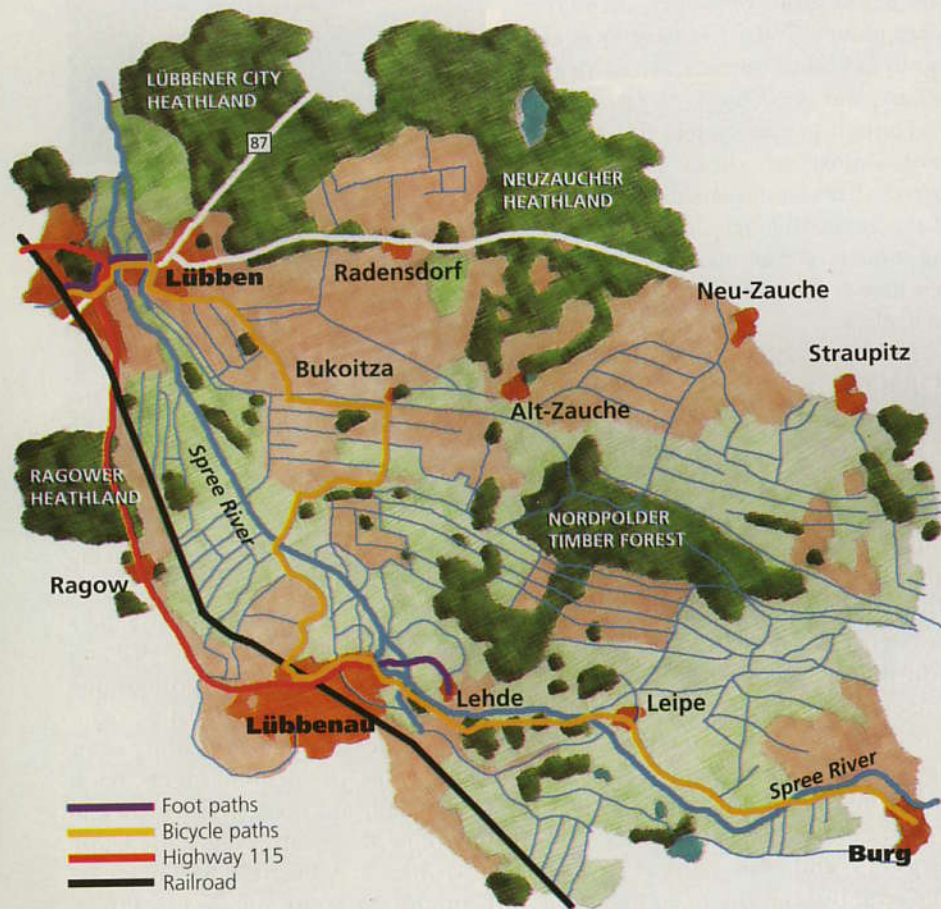 LÜBBENER CITY
HEATHLAND
87
NEUZAUCHER
HEATHLAND
Lübben
Radensdorf
Neu-Zauche
Straupitz
Bukoitza
Alt-Zauche
RAGOWER
HEATHLAND
Spree River
NORDPOLDER
TIMBER FOREST
Ragow
Lehde
Leipe
Lübbenau
Spree River
Burg
Foot paths
Bicycle paths
Highway 115
Railroad